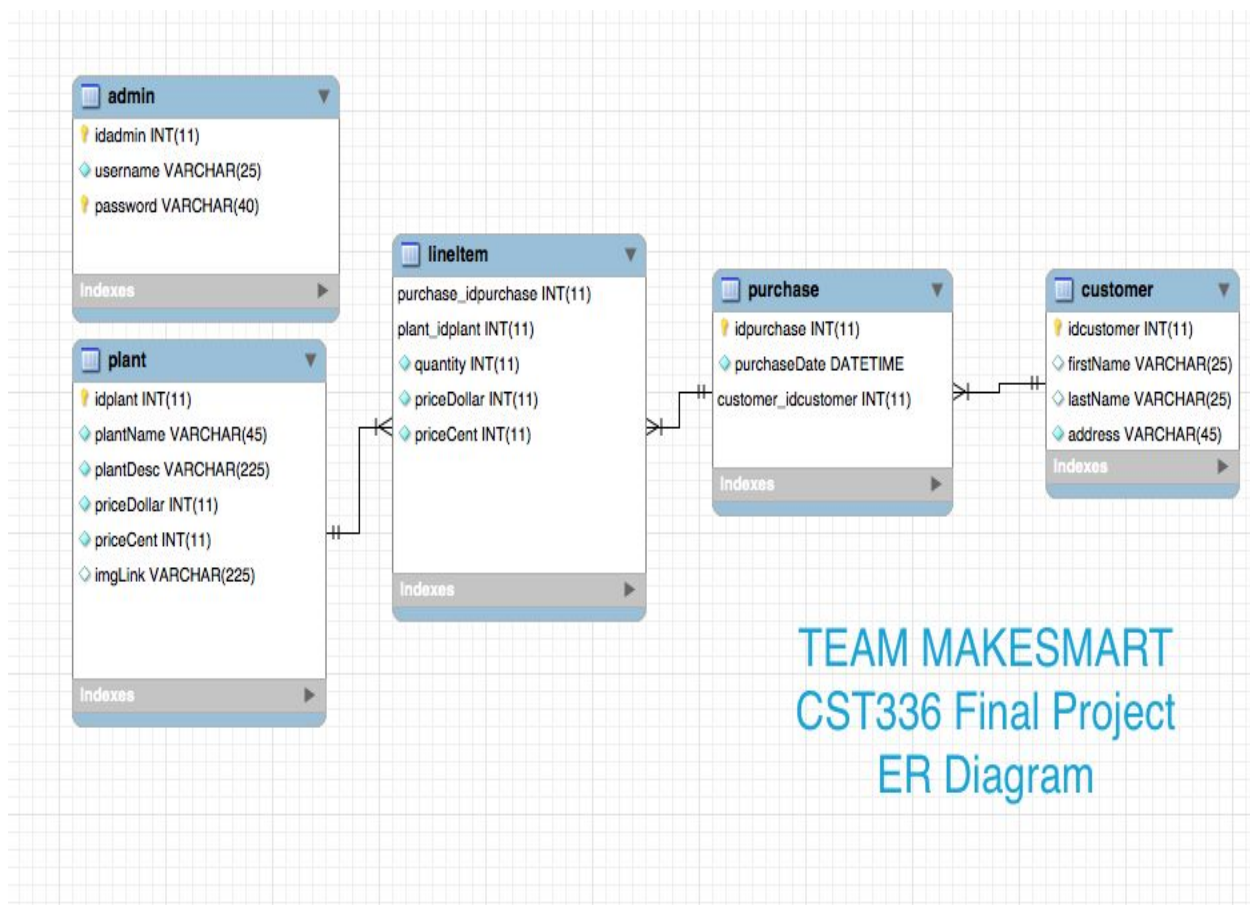 admin
idadmin INT(11)
username VARCHAR(25)
password VARCHAR(40)
Indexes
plant
idplant INT(11)
plantName VARCHAR(45)
plantDesc VARCHAR(225)
priceDollar INT(11)
priceCent INT(11)
imgLink VARCHAR(225)
Indexes
lineItem
purchase_idpurchase INT(11)
plant_idplant INT(11)
quantity INT(11)
priceDollar INT(11)
priceCent INT(11)
Indexes
purchase
idpurchase INT(11)
purchaseDate DATETIME
customer_idcustomer INT(11)
Indexes
customer
idcustomer INT(11)
firstName VARCHAR(25)
lastName VARCHAR(25)
address VARCHAR(45)
Indexes
TEAM MAKESMART
CST336 Final Project
ER Diagram